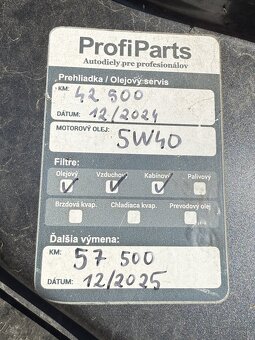 ProfiParts
Autodiely pre profesionálov
Prehliadka / Olejový servis
KM: 42 500
DÁTUM: 12/2024
MOTOROVÝ OLEJ: 5W40
Filtre:
Olejový Vzduchový Kabínový Palivový
Brzdová kvap. Chladiaca kvap. Prevodový olej
Ďalšia výmena:
KM: 57 500
DÁTUM: 12/2025